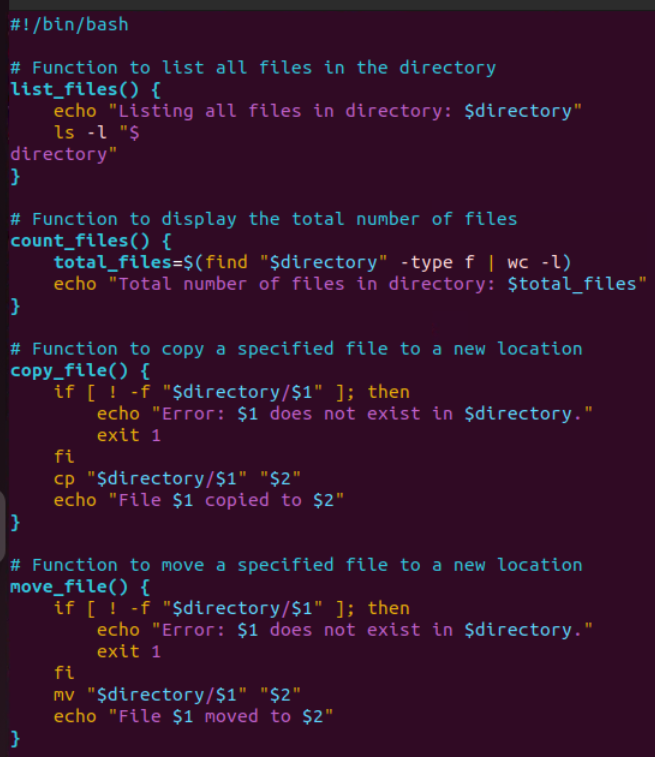 #!/bin/bash

# Function to list all files in the directory
list_files() {
    echo "Listing all files in directory: $directory"
    ls -l "$
directory"
}

# Function to display the total number of files
count_files() {
    total_files=$(find "$directory" -type f | wc -l)
    echo "Total number of files in directory: $total_files"
}

# Function to copy a specified file to a new location
copy_file() {
    if [ ! -f "$directory/$1" ]; then
        echo "Error: $1 does not exist in $directory."
        exit 1
    fi
    cp "$directory/$1" "$2"
    echo "File $1 copied to $2"
}

# Function to move a specified file to a new location
move_file() {
    if [ ! -f "$directory/$1" ]; then
        echo "Error: $1 does not exist in $directory."
        exit 1
    fi
    mv "$directory/$1" "$2"
    echo "File $1 moved to $2"
}